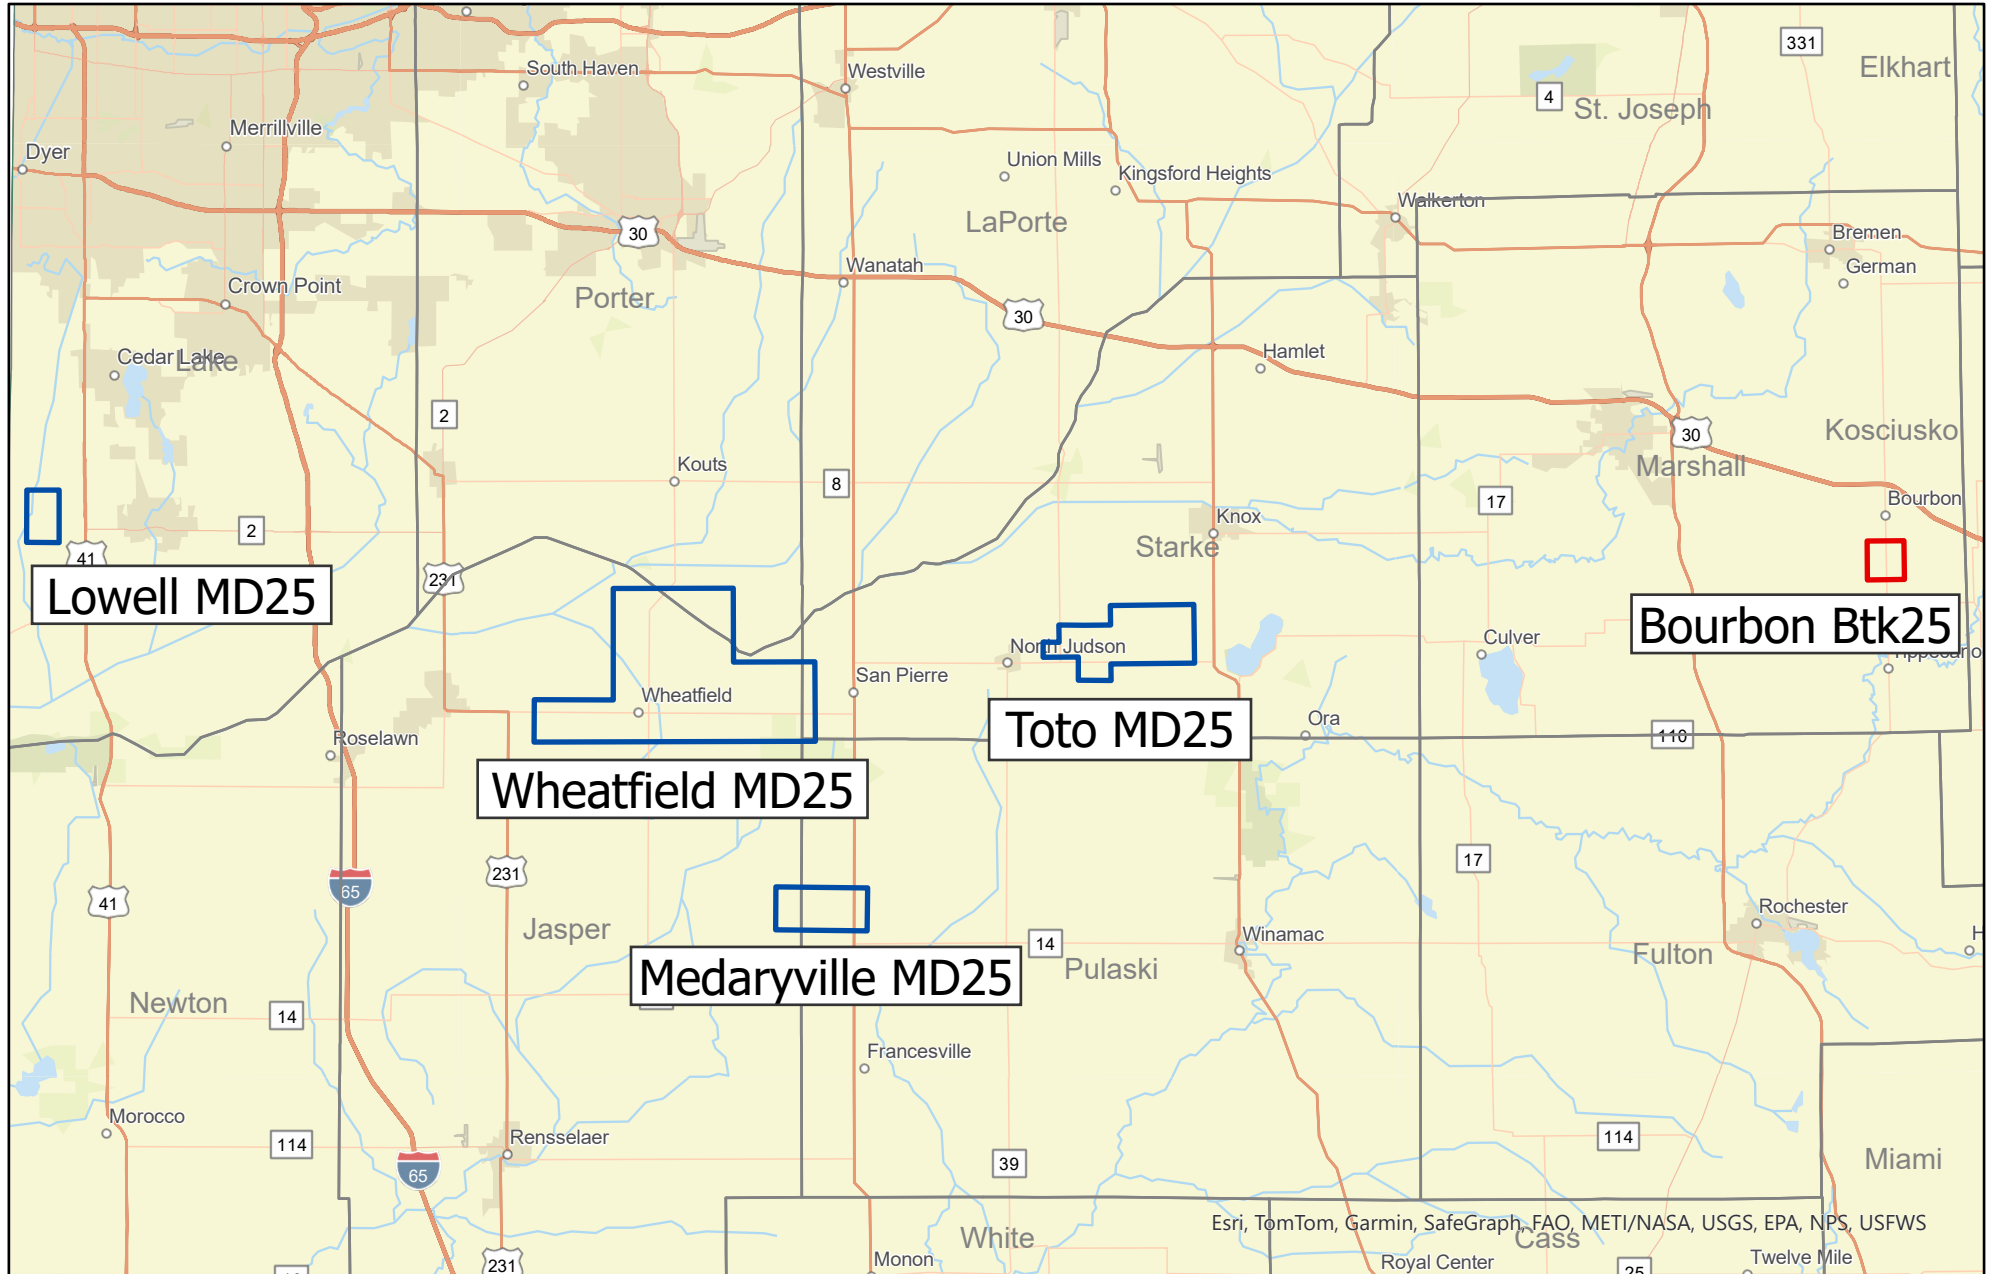 331
Elkhart
South Haven
Westville
4
St. Joseph
Merrillville
Dyer
Union Mills
Kingsford Heights
Walkerton
LaPorte
30
Bremen
Wanatah
German
Crown Point
Porter
30
Hamlet
Cedar Lake
Lake
2
30
Kosciusko
Marshall
Kouts
8
17
Bourbon
2
Knox
41
Starke
231
Lowell MD25
Bourbon Btk25
North Judson
Culver
San Pierre
Wheatfield
Toto MD25
Ora
Roselawn
110
Wheatfield MD25
17
231
65
41
Rochester
Jasper
Winamac
14
Fulton
Pulaski
Medaryville MD25
Newton
14
Francesville
Morocco
114
Rensselaer
114
65
39
Miami
Esri, TomTom, Garmin, SafeGraph, FAO, METI/NASA, USGS, EPA, NPS, USFWS
White
Cass
Monon
Royal Center
Twelve Mile
231
25